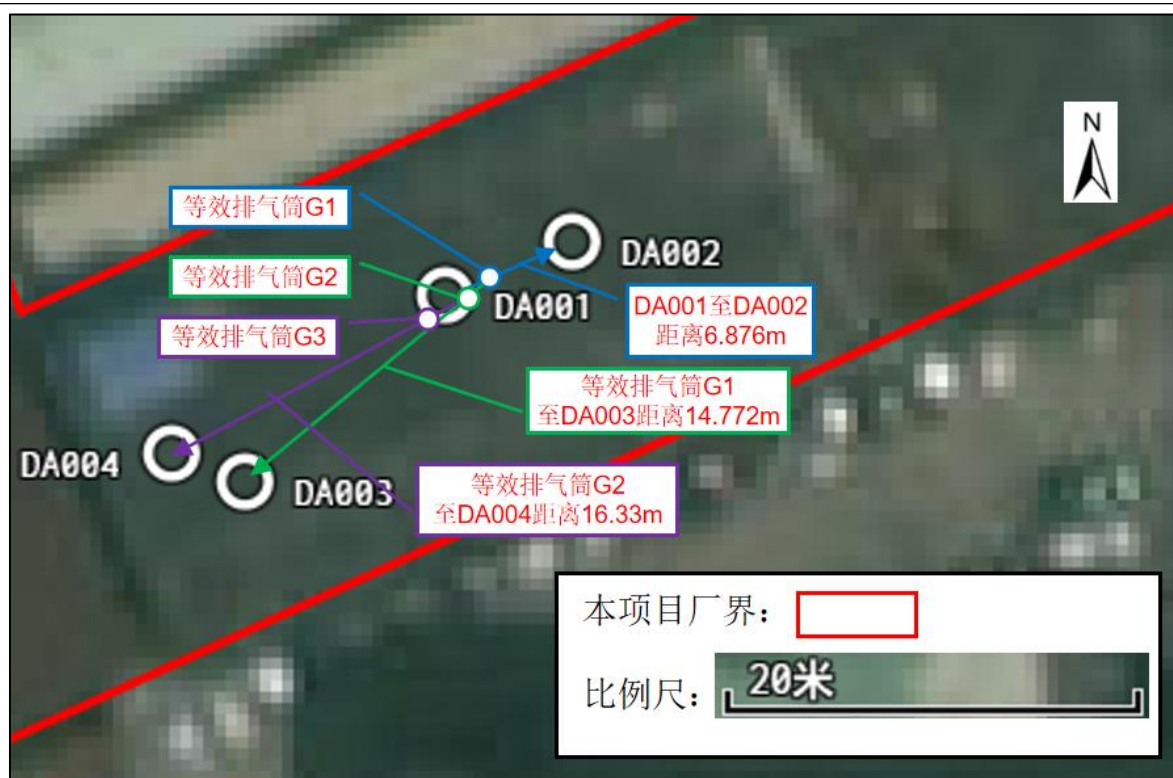 N
等效排气筒G1
DA002
等效排气筒G2
DA001
DA001至DA002
距离6.876m
等效排气筒G3
等效排气筒G1
至DA003距离14.772m
DA004
DA003
等效排气筒G2
至DA004距离16.33m
本项目厂界：
比例尺：
20米